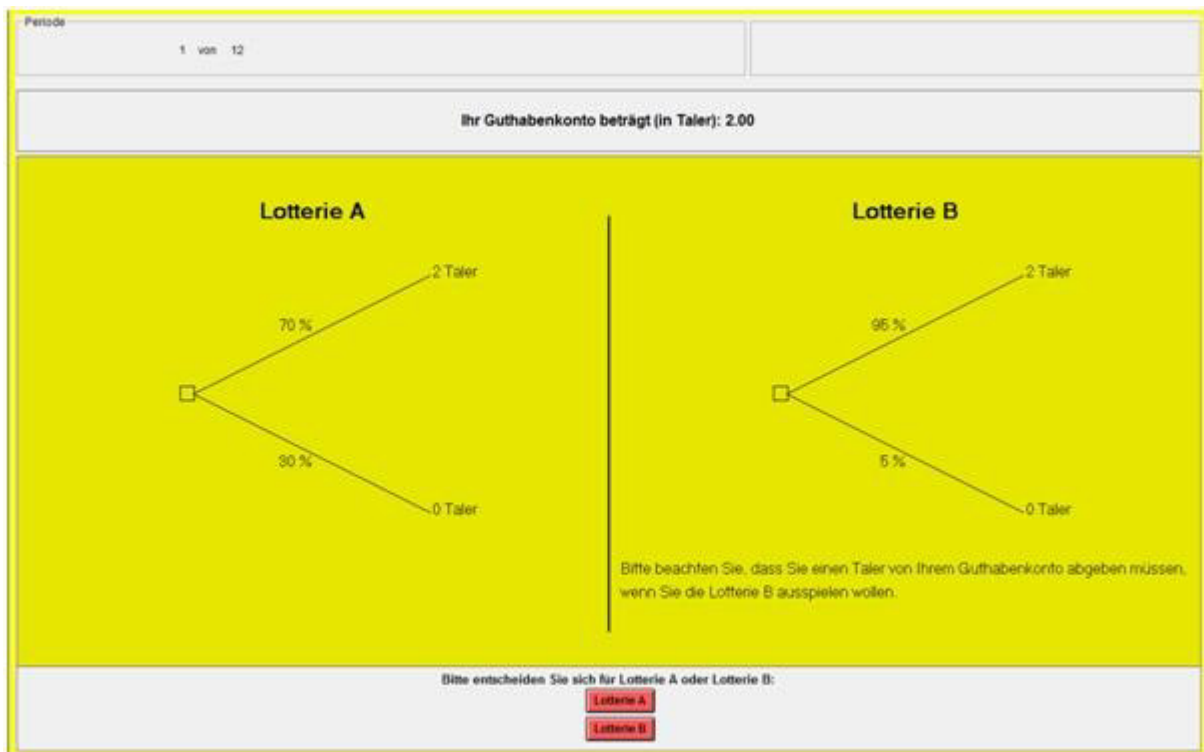 Periode
1 von 12
Ihr Guthabenkonto beträgt (in Taler): 2.00
Lotterie A
2 Taler
70 %
30 %
0 Taler
Lotterie B
2 Taler
95 %
5 %
0 Taler
Bitte beachten Sie, dass Sie einen Taler von Ihrem Guthabenkonto abgeben müssen,
wenn Sie die Lotterie B ausspielen wollen.
Bitte entscheiden Sie sich für Lotterie A oder Lotterie B:
Lotterie A
Lotterie B